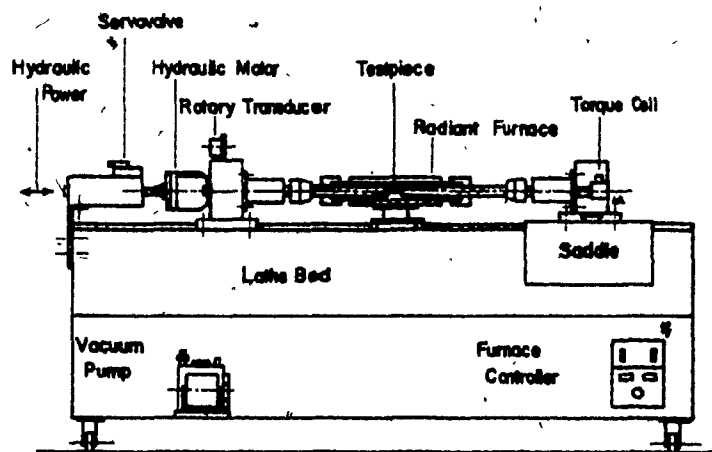 Servovalve
Hydraulic
Power
Hydraulic Motor
Rotary Transducer
Testpiece
Radiant Furnace
Torque Cell
Lathe Bed
Saddle
Vacuum
Pump
Furnace
Controller